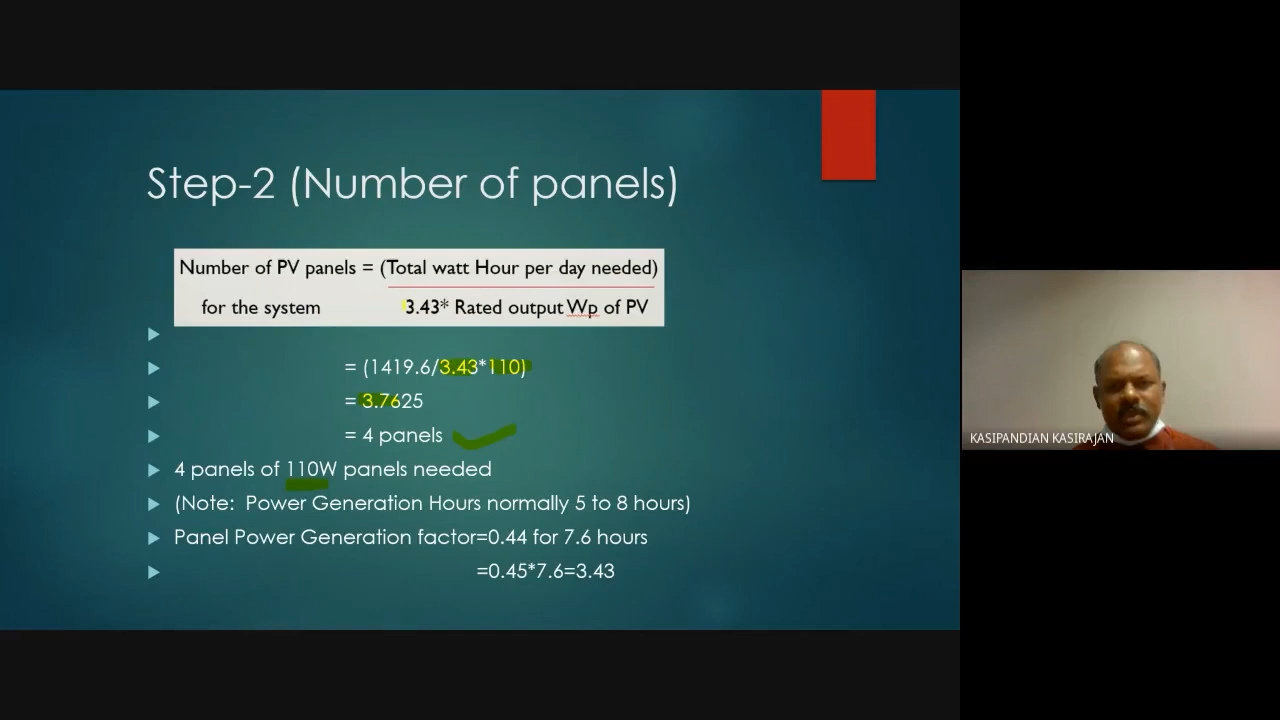 Step-2 (Number of panels)
Number of PV panels = (Total watt Hour per day needed)
for the system 3.43* Rated output Wp of PV
= (1419.6/3.43*110)
= 3.7625
= 4 panels
4 panels of 110W panels needed
(Note: Power Generation Hours normally 5 to 8 hours)
Panel Power Generation factor=0.44 for 7.6 hours
=0.45*7.6=3.43
KASIPANDIAN KASIRAJAN